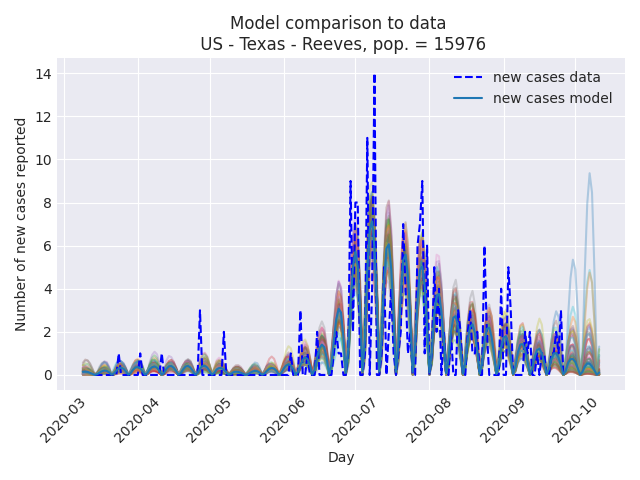 Model comparison to data
US - Texas - Reeves, pop. = 15976
new cases data
new cases model
Number of new cases reported
14
12
10
8
6
4
2
0
2020-03
2020-04
2020-05
2020-06
2020-07
2020-08
2020-09
2020-10
Day